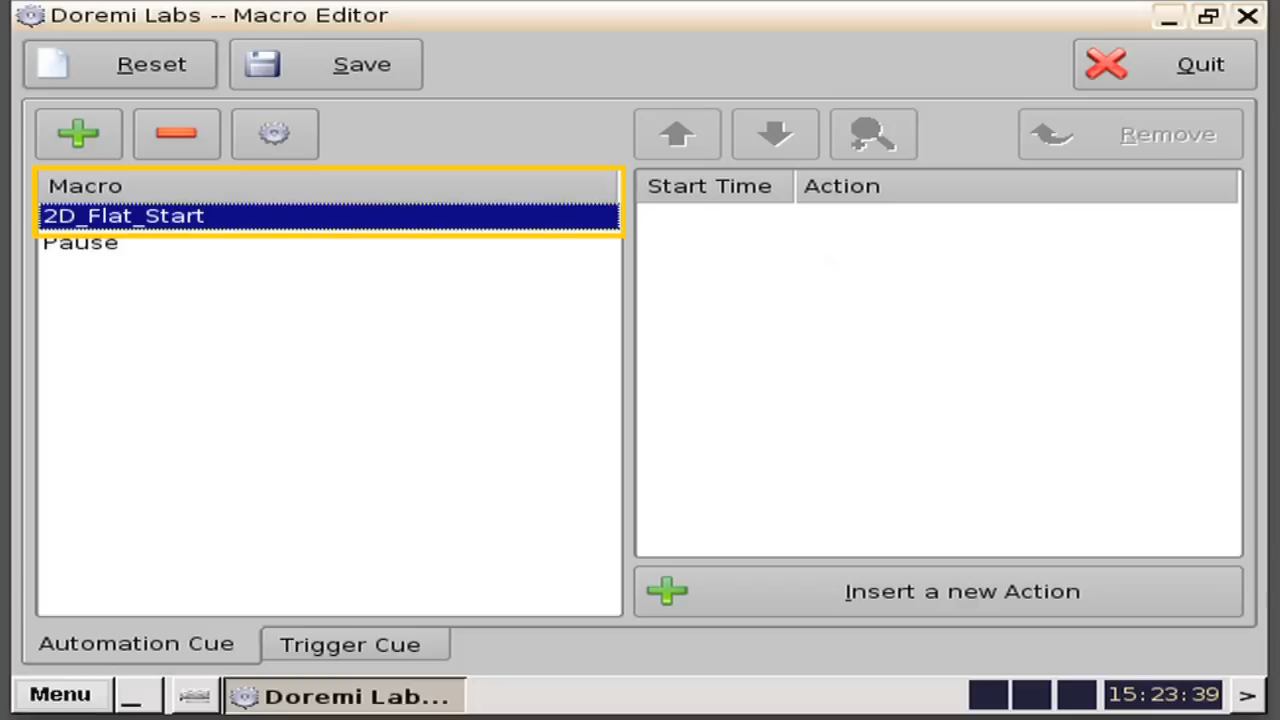 Doremi Labs -- Macro Editor
Reset Save Quit
Remove
Macro Start Time Action
2D_Flat_Start
Pause
Insert a new Action
Automation Cue Trigger Cue
Menu _ Doremi Lab... 15:23:39 >